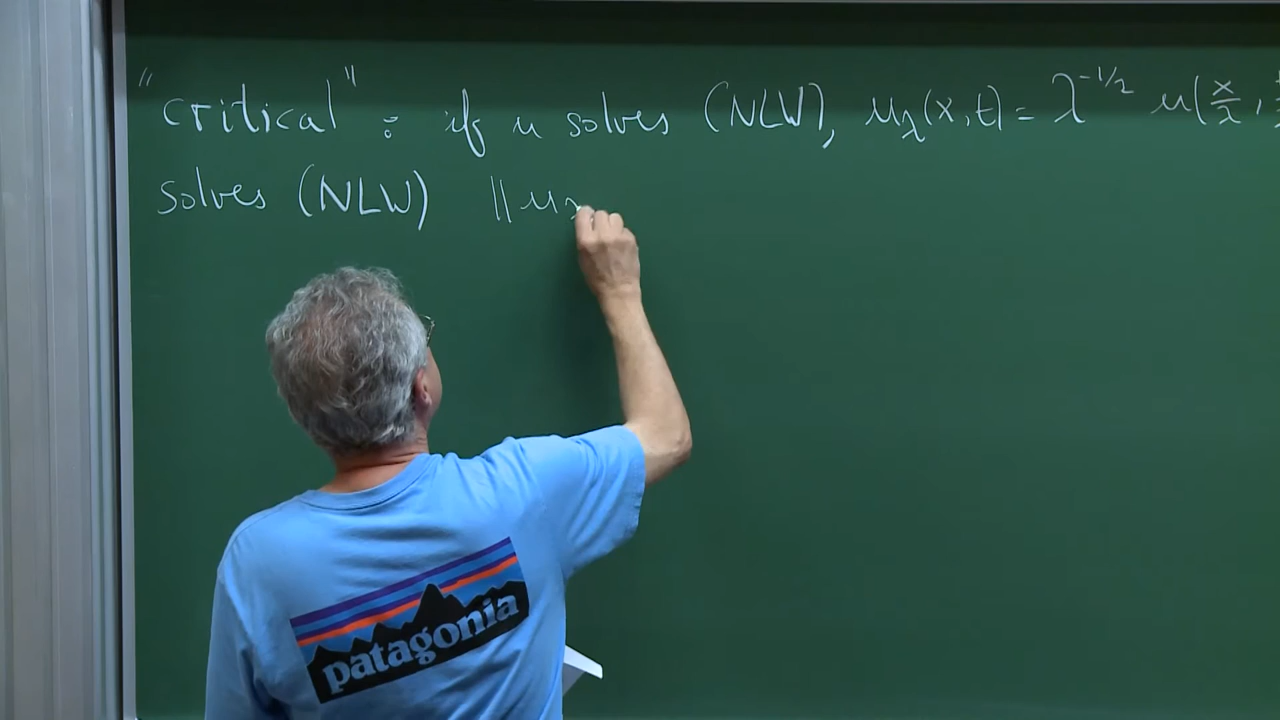 "critical" : if u solves (NLW), u_λ(x,t) = λ^{-1/2} u(x/λ,
solves (NLW) ||u_λ
patagonia